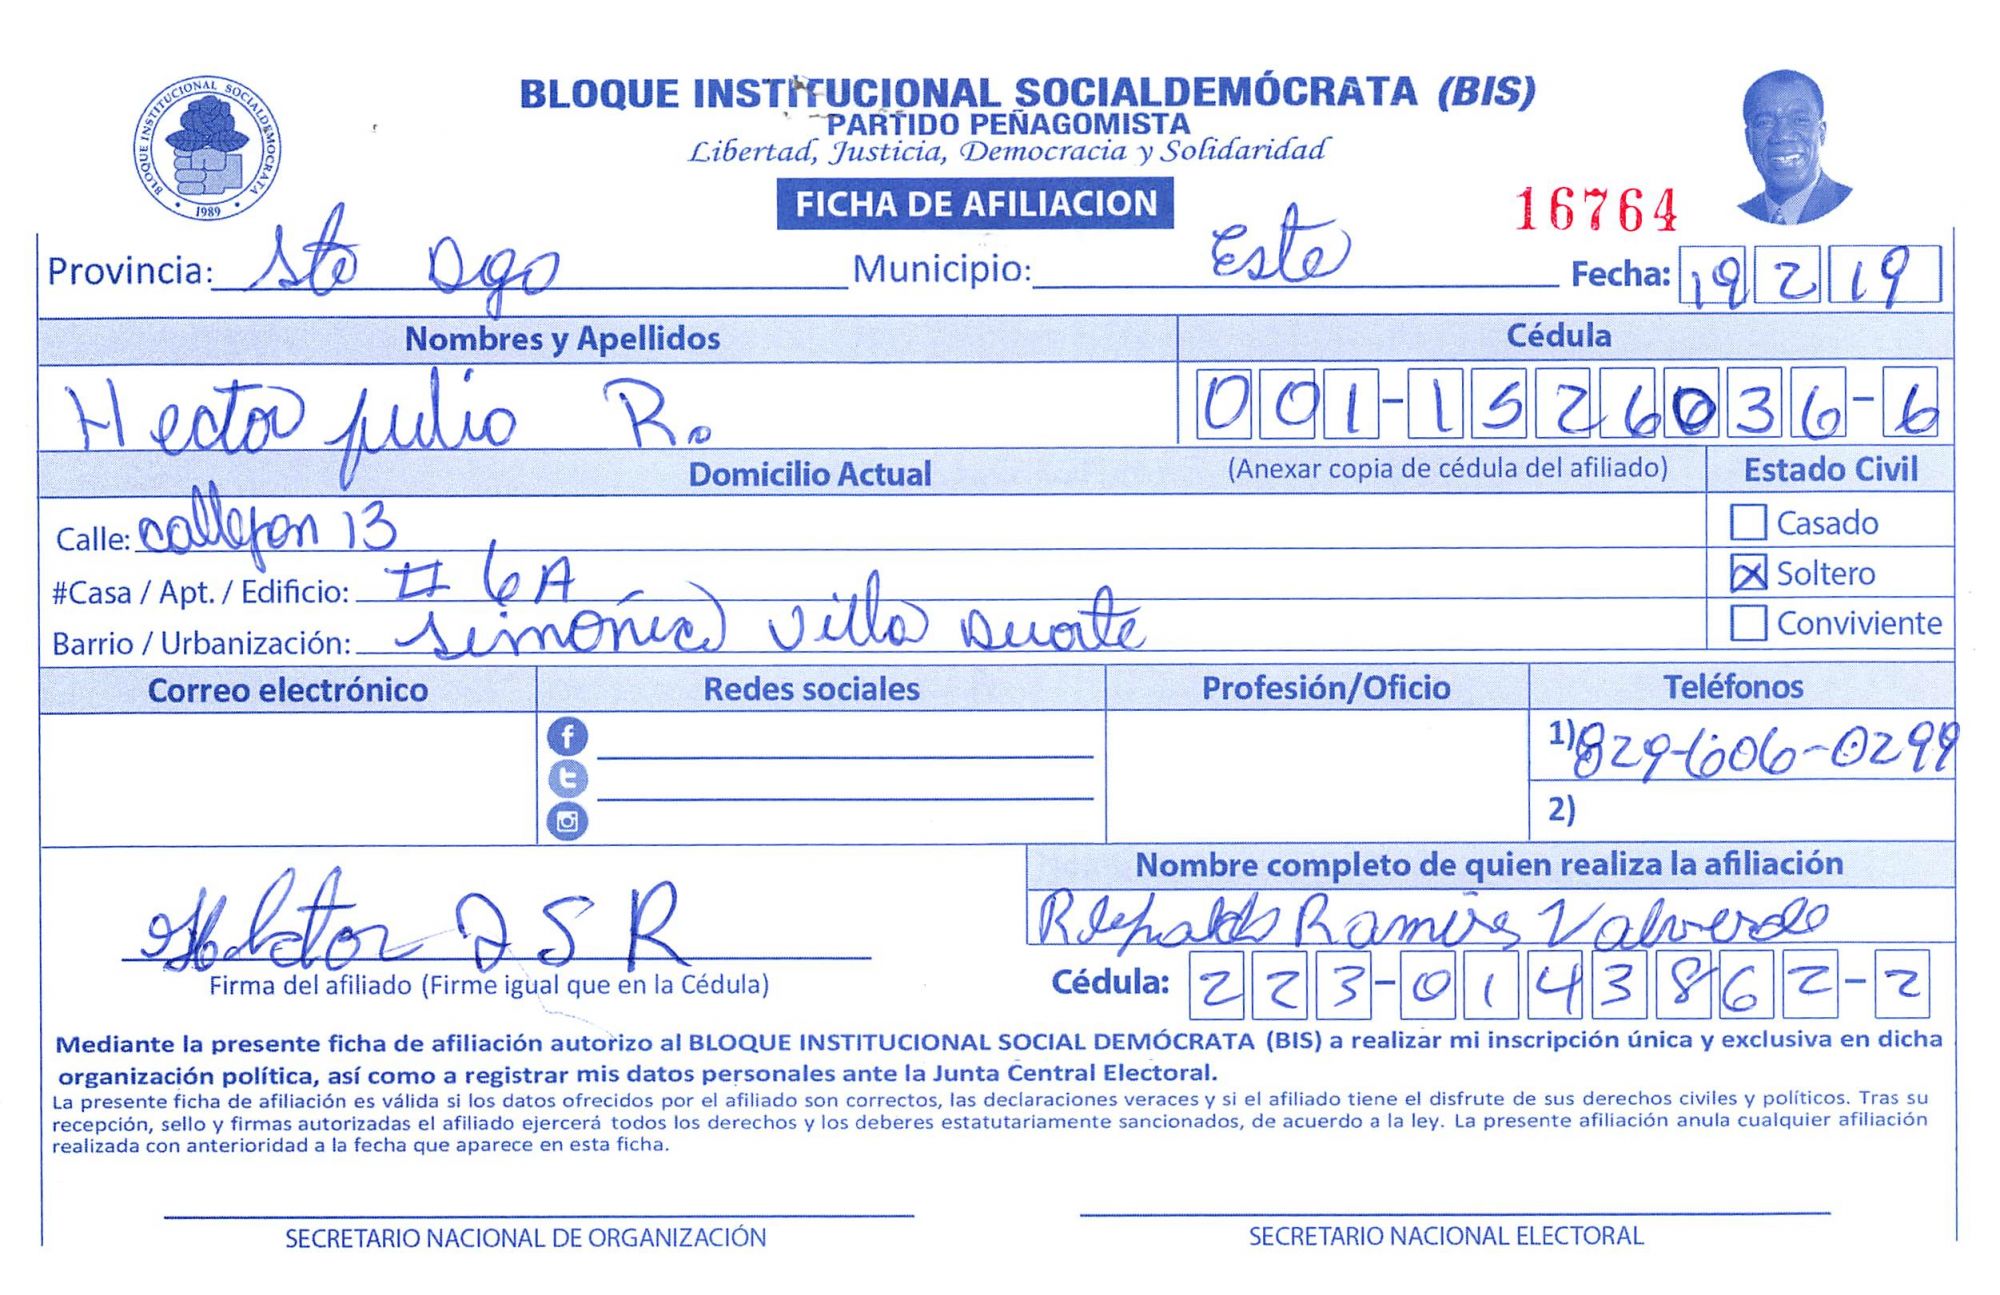 BLOQUE INSTITUCIONAL SOCIALDEMOCRATA
1989
BLOQUE INSTITUCIONAL SOCIALDEMÓCRATA (BIS)
PARTIDO PEÑAGOMISTA
Libertad, Justicia, Democracia y Solidaridad
FICHA DE AFILIACION
16764
Provincia: Sto Dgo Municipio: Este Fecha: 19 2 19
Nombres y Apellidos Cédula
Hector julio R. 001-1526036-6
Domicilio Actual (Anexar copia de cédula del afiliado) Estado Civil
Calle: callejon 13 Casado
#Casa / Apt. / Edificio: # 6A Soltero
Barrio / Urbanización: Simónico Villa Duarte Conviviente
Correo electrónico Redes sociales Profesión/Oficio Teléfonos
1) 829-606-0299
2)
Nombre completo de quien realiza la afiliación
Ramires Valverde
Hector J S R
Firma del afiliado (Firme igual que en la Cédula) Cédula: 223-0143862-2
Mediante la presente ficha de afiliación autorizo al BLOQUE INSTITUCIONAL SOCIAL DEMÓCRATA (BIS) a realizar mi inscripción única y exclusiva en dicha
organización política, así como a registrar mis datos personales ante la Junta Central Electoral.
La presente ficha de afiliación es válida si los datos ofrecidos por el afiliado son correctos, las declaraciones veraces y si el afiliado tiene el disfrute de sus derechos civiles y políticos. Tras su
recepción, sello y firmas autorizadas el afiliado ejercerá todos los derechos y los deberes estatutariamente sancionados, de acuerdo a la ley. La presente afiliación anula cualquier afiliación
realizada con anterioridad a la fecha que aparece en esta ficha.
SECRETARIO NACIONAL DE ORGANIZACIÓN SECRETARIO NACIONAL ELECTORAL